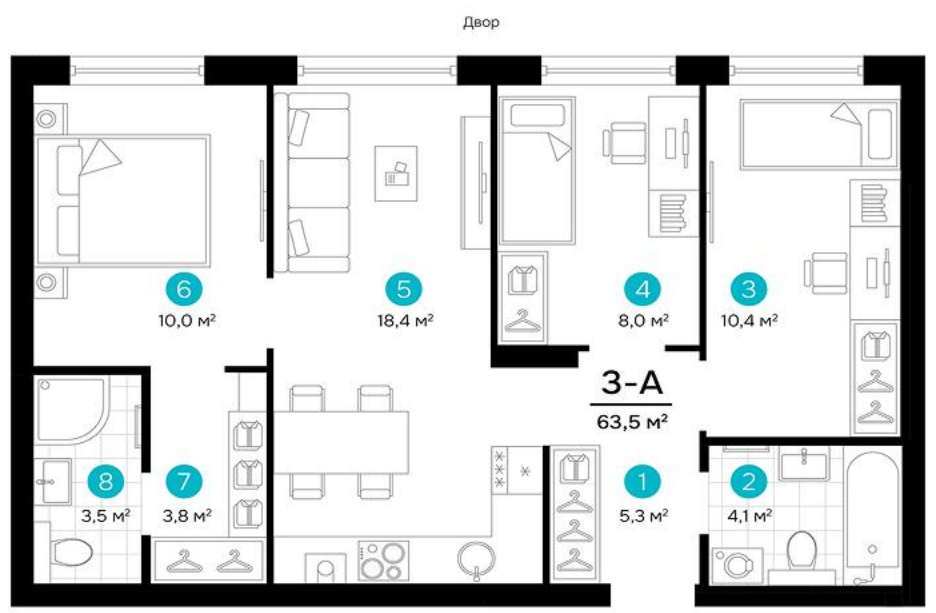 Двор
6
10,0 м²
5
18,4 м²
4
8,0 м²
3
10,4 м²
3-А
63,5 м²
8
3,5 м²
7
3,8 м²
1
5,3 м²
2
4,1 м²